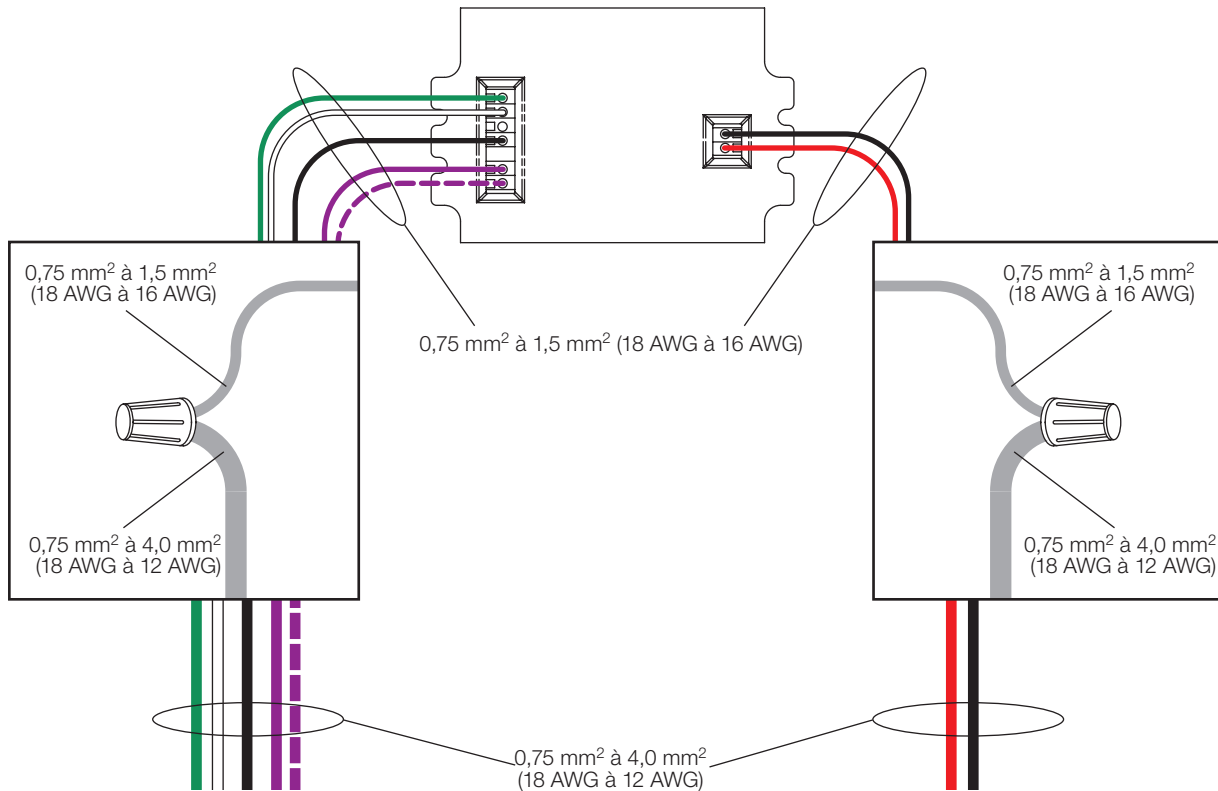 0,75 mm² à 1,5 mm²
(18 AWG à 16 AWG)
0,75 mm² à 1,5 mm²
(18 AWG à 16 AWG)
0,75 mm² à 1,5 mm² (18 AWG à 16 AWG)
0,75 mm² à 4,0 mm²
(18 AWG à 12 AWG)
0,75 mm² à 4,0 mm²
(18 AWG à 12 AWG)
0,75 mm² à 4,0 mm²
(18 AWG à 12 AWG)